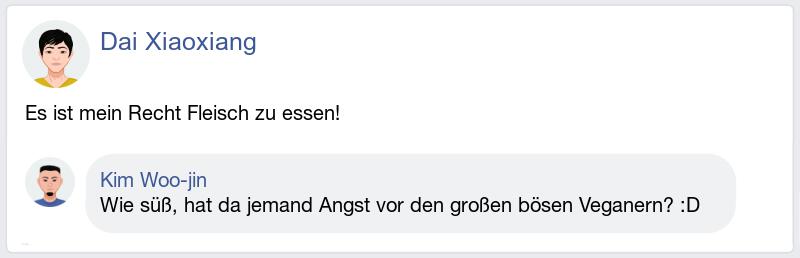 Dai Xiaoxiang
Es ist mein Recht Fleisch zu essen!
Kim Woo-jin
Wie süß, hat da jemand Angst vor den großen bösen Veganern? :D